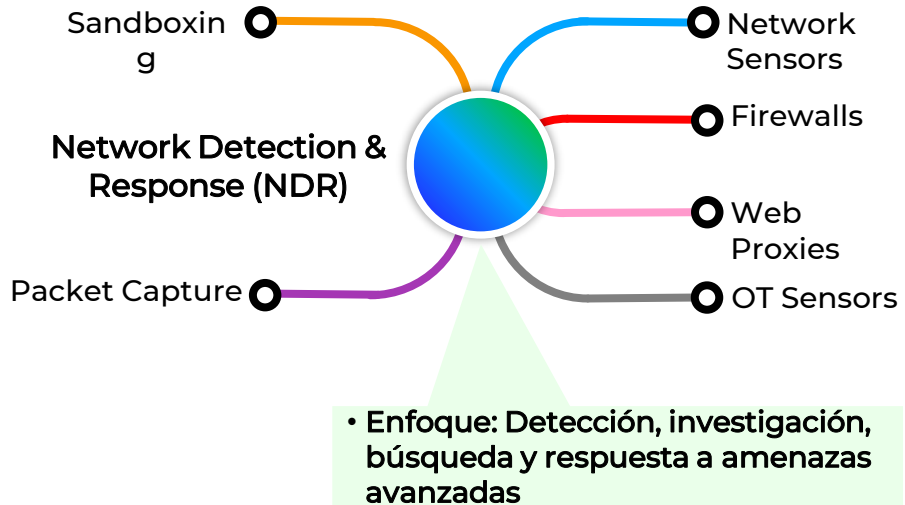 Sandboxin
g
Network
Sensors
Firewalls
Network Detection &
Response (NDR)
Web
Proxies
Packet Capture
OT Sensors
• Enfoque: Detección, investigación,
búsqueda y respuesta a amenazas
avanzadas